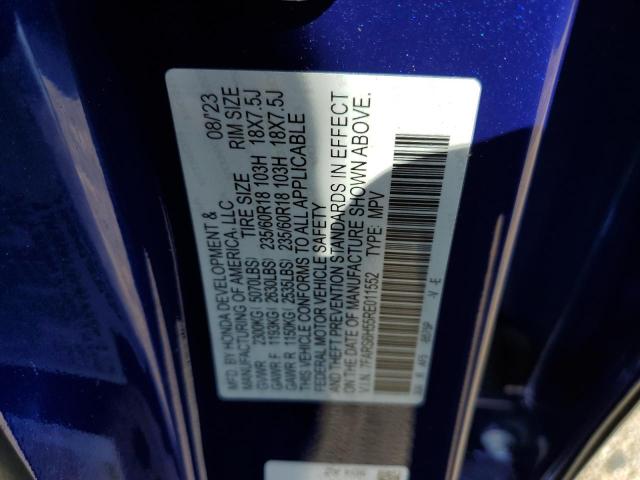 MFD. BY HONDA DEVELOPMENT & 08/'23
MANUFACTURING OF AMERICA, LLC
TIRE SIZE RIM SIZE
GVWR 2300KG (5070LBS)
GAWR F 1193KG (2630LBS) 235/60R18 103H 18X7.5J
GAWR R 1150KG (2535LBS) 235/60R18 103H 18X7.5J
THIS VEHICLE CONFORMS TO ALL APPLICABLE
FEDERAL MOTOR VEHICLE SAFETY
AND THEFT PREVENTION STANDARDS IN EFFECT
ON THE DATE OF MANUFACTURE SHOWN ABOVE.
V.I.N. 7FARS6H55RE011552 TYPE: MPV